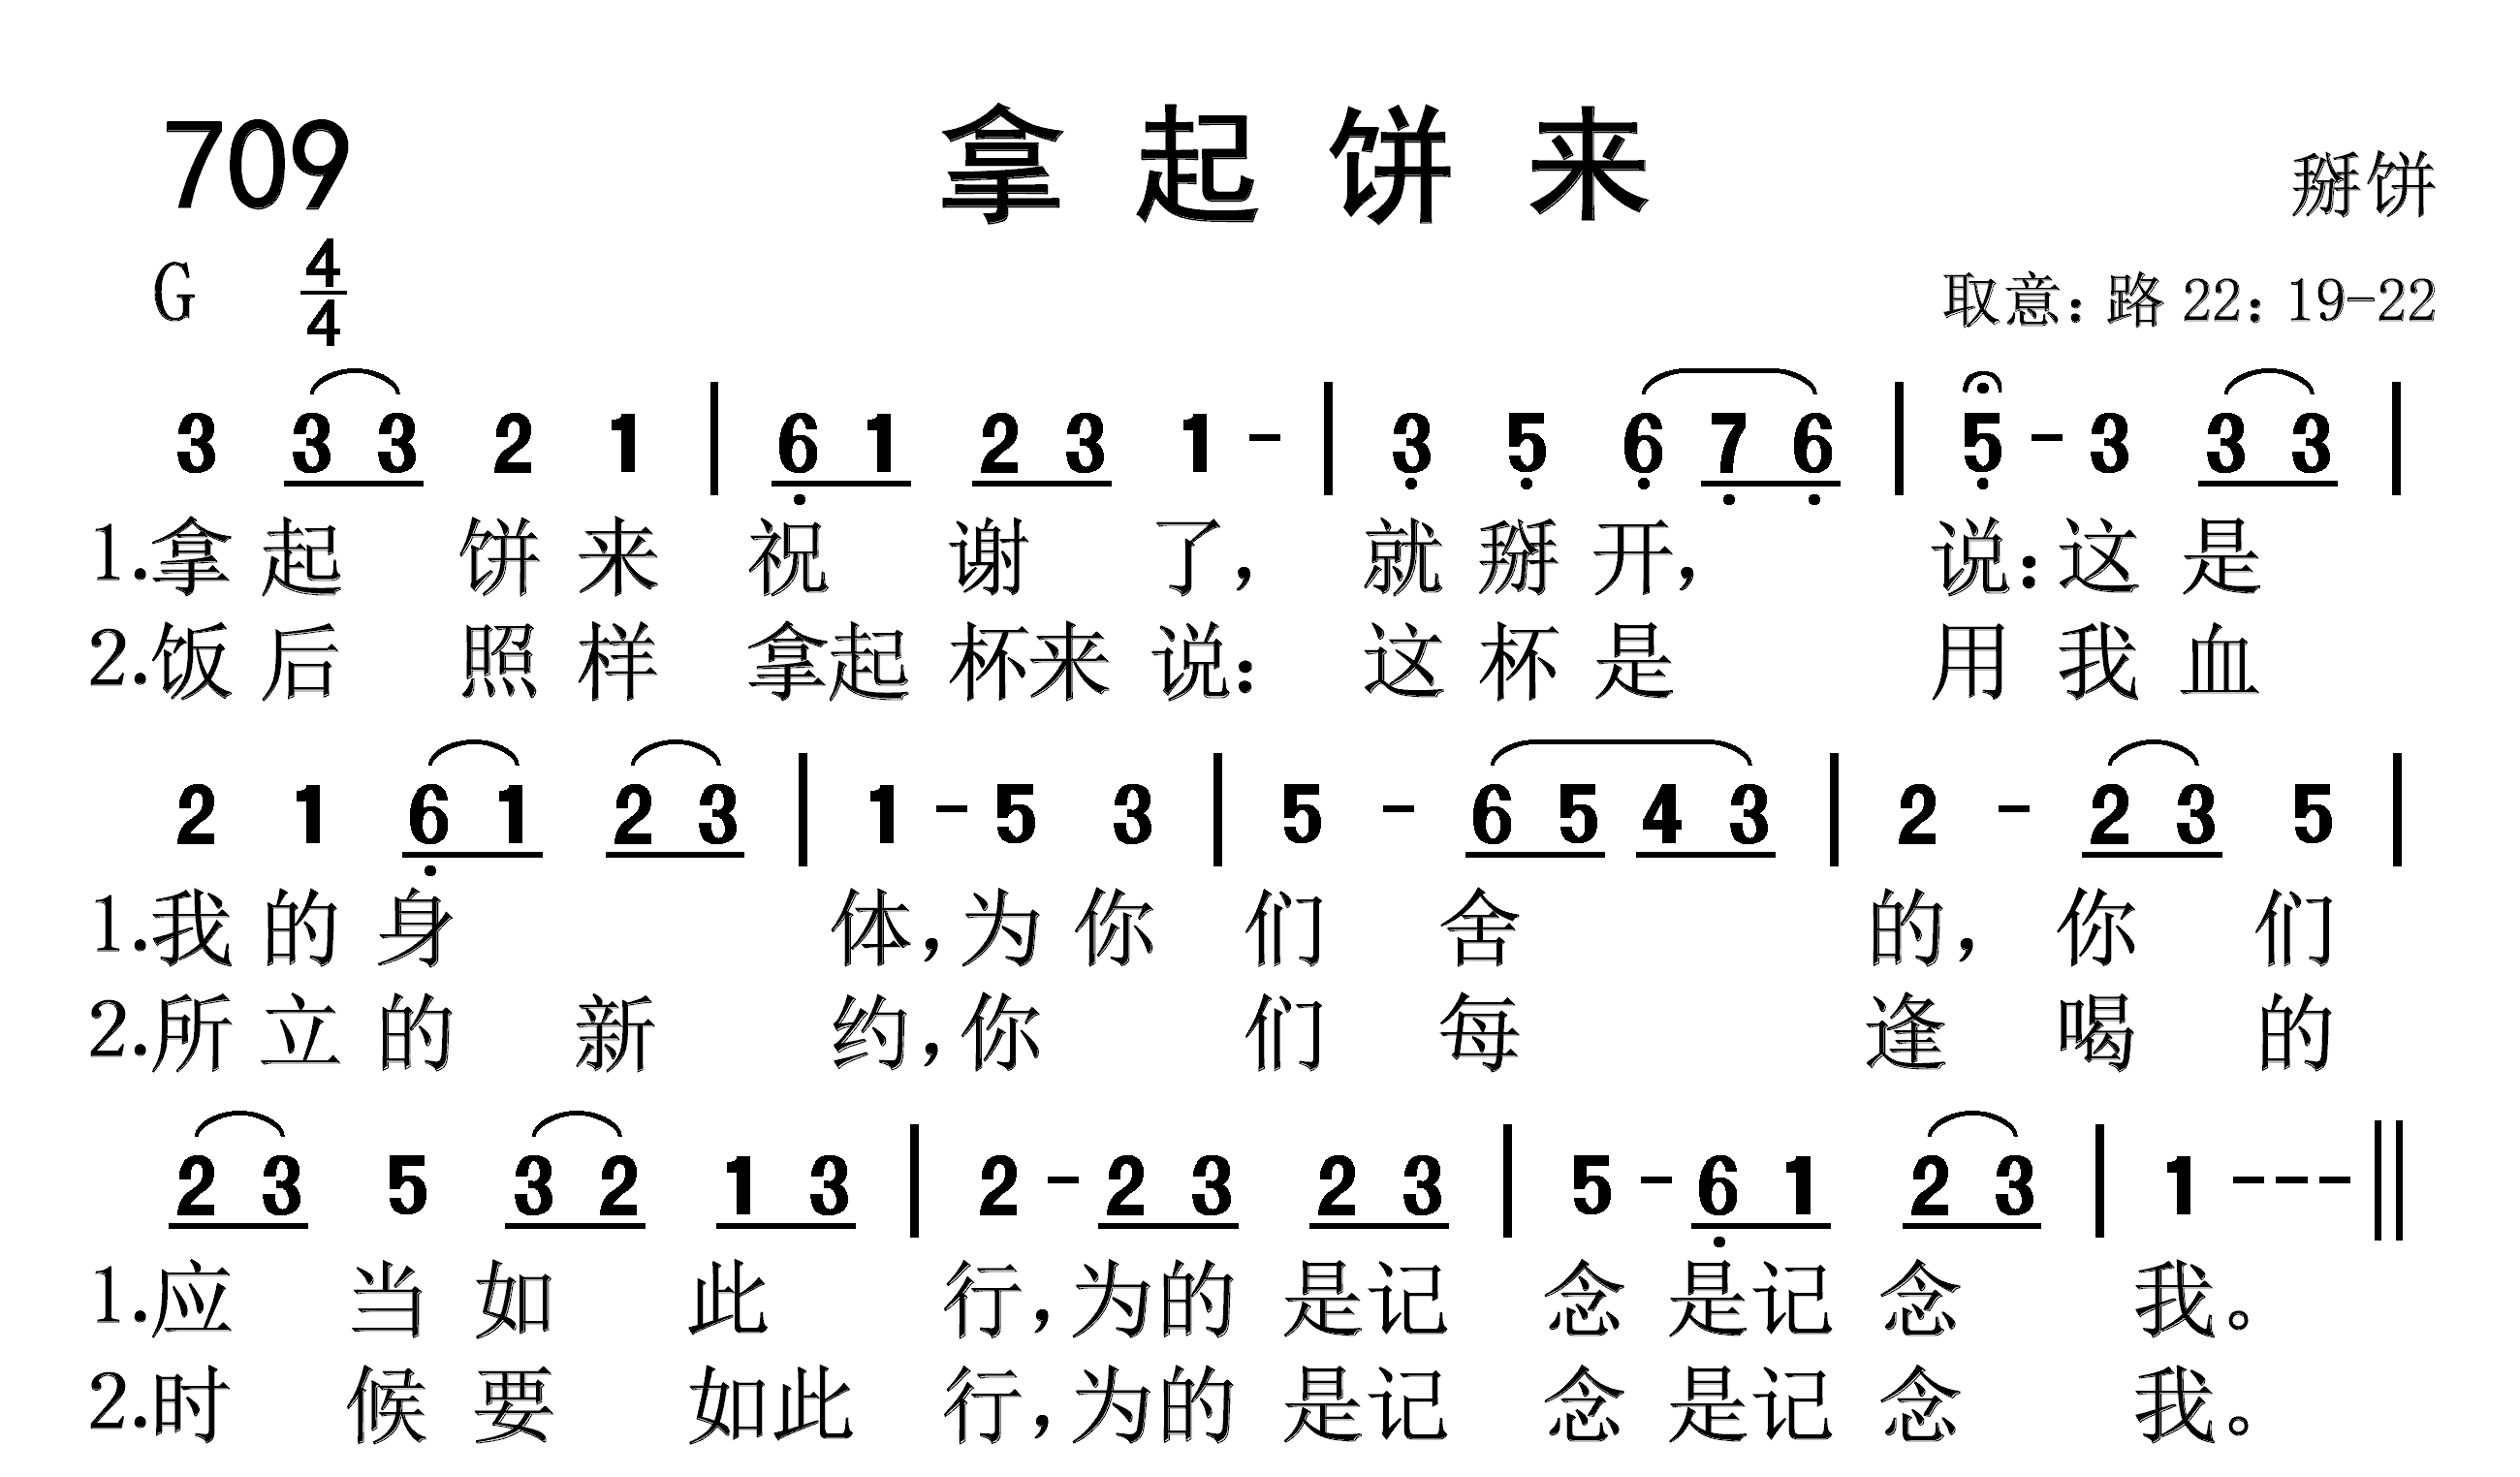 709 拿起饼来 掰饼
G 4/4 取意：路 22：19-22
3 3 3 2 1 | 6 1 2 3 1 - | 3 5 6 7 6 | 5 - 3 3 3 |
1.拿起饼来祝谢了，就掰开，说：这是
2.饭后照样拿起杯来说：这杯是用我血
2 1 6 1 2 3 | 1 - 5 3 | 5 - 6 5 4 3 | 2 - 2 3 5 |
1.我的身体，为你们舍的，你们
2.所立的新约，你们每逢喝的
2 3 5 3 2 1 3 | 2 - 2 3 2 3 | 5 - 6 1 2 3 | 1 - - - ‖
1.应当如此行，为的是记念是记念我。
2.时候要如此行，为的是记念是记念我。